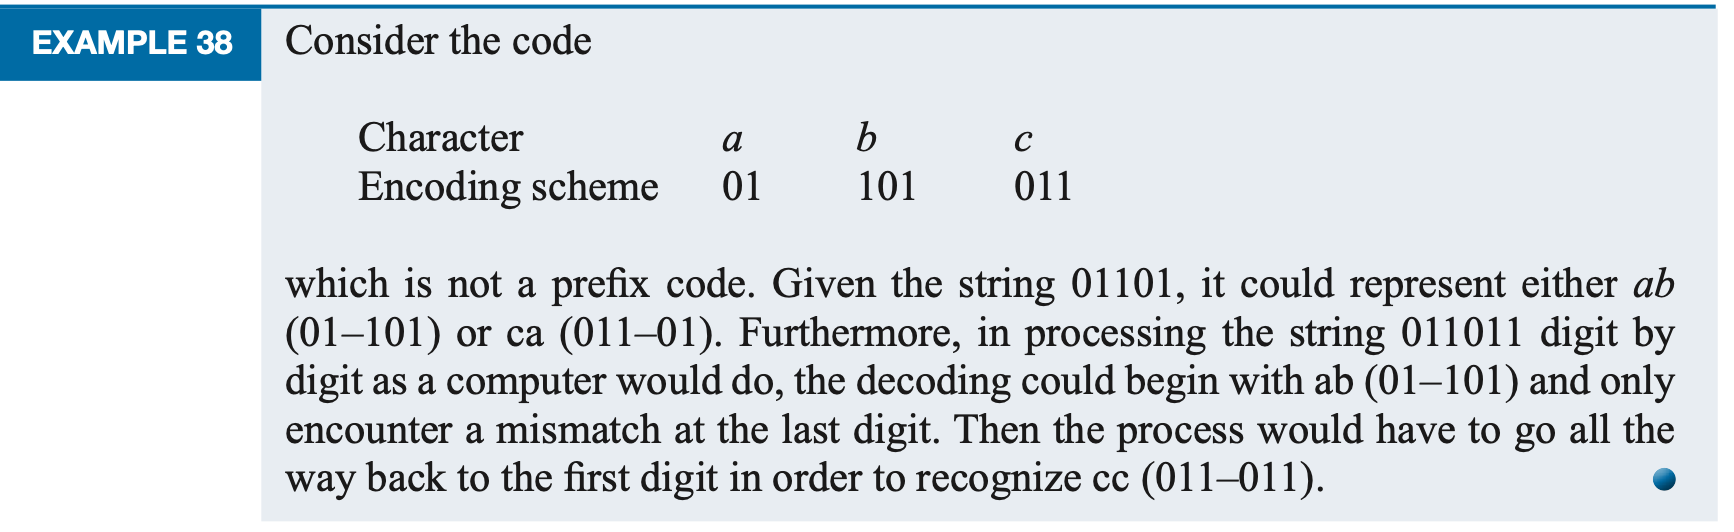 EXAMPLE 38 Consider the code
Character a b c
Encoding scheme 01 101 011
which is not a prefix code. Given the string 01101, it could represent either ab
(01–101) or ca (011–01). Furthermore, in processing the string 011011 digit by
digit as a computer would do, the decoding could begin with ab (01–101) and only
encounter a mismatch at the last digit. Then the process would have to go all the
way back to the first digit in order to recognize cc (011–011).